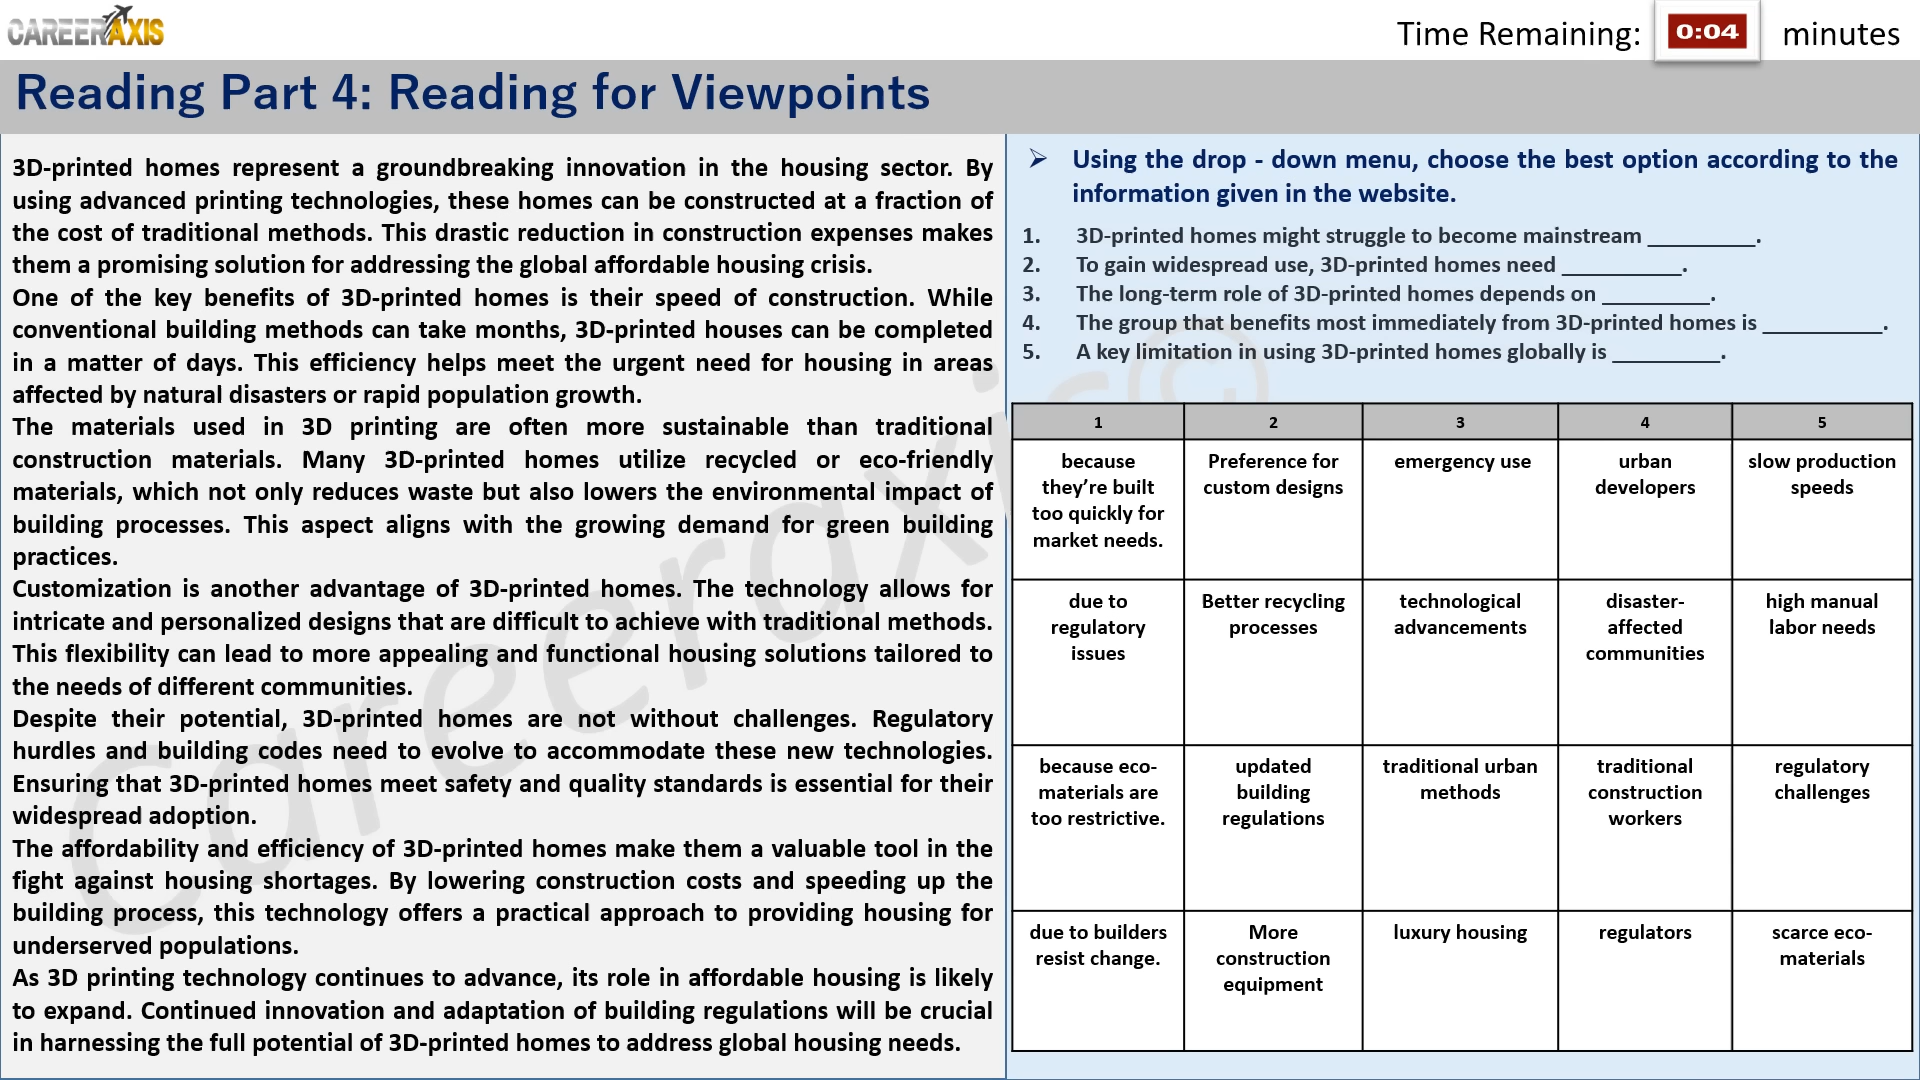 CAREERAXIS
Time Remaining: 0:04 minutes
Reading Part 4: Reading for Viewpoints
3D-printed homes represent a groundbreaking innovation in the housing sector. By
using advanced printing technologies, these homes can be constructed at a fraction of
the cost of traditional methods. This drastic reduction in construction expenses makes
them a promising solution for addressing the global affordable housing crisis.
One of the key benefits of 3D-printed homes is their speed of construction. While
conventional building methods can take months, 3D-printed houses can be completed
in a matter of days. This efficiency helps meet the urgent need for housing in areas
affected by natural disasters or rapid population growth.
The materials used in 3D printing are often more sustainable than traditional
construction materials. Many 3D-printed homes utilize recycled or eco-friendly
materials, which not only reduces waste but also lowers the environmental impact of
building processes. This aspect aligns with the growing demand for green building
practices.
Customization is another advantage of 3D-printed homes. The technology allows for
intricate and personalized designs that are difficult to achieve with traditional methods.
This flexibility can lead to more appealing and functional housing solutions tailored to
the needs of different communities.
Despite their potential, 3D-printed homes are not without challenges. Regulatory
hurdles and building codes need to evolve to accommodate these new technologies.
Ensuring that 3D-printed homes meet safety and quality standards is essential for their
widespread adoption.
The affordability and efficiency of 3D-printed homes make them a valuable tool in the
fight against housing shortages. By lowering construction costs and speeding up the
building process, this technology offers a practical approach to providing housing for
underserved populations.
As 3D printing technology continues to advance, its role in affordable housing is likely
to expand. Continued innovation and adaptation of building regulations will be crucial
in harnessing the full potential of 3D-printed homes to address global housing needs.
Careeraxis©
➢ Using the drop - down menu, choose the best option according to the
information given in the website.
1. 3D-printed homes might struggle to become mainstream _________.
2. To gain widespread use, 3D-printed homes need __________.
3. The long-term role of 3D-printed homes depends on _________.
4. The group that benefits most immediately from 3D-printed homes is __________.
5. A key limitation in using 3D-printed homes globally is _________.
1 2 3 4 5
because
they’re built
too quickly for
market needs.
Preference for
custom designs
emergency use
urban
developers
slow production
speeds
due to
regulatory
issues
Better recycling
processes
technological
advancements
disaster-
affected
communities
high manual
labor needs
because eco-
materials are
too restrictive.
updated
building
regulations
traditional urban
methods
traditional
construction
workers
regulatory
challenges
due to builders
resist change.
More
construction
equipment
luxury housing
regulators
scarce eco-
materials